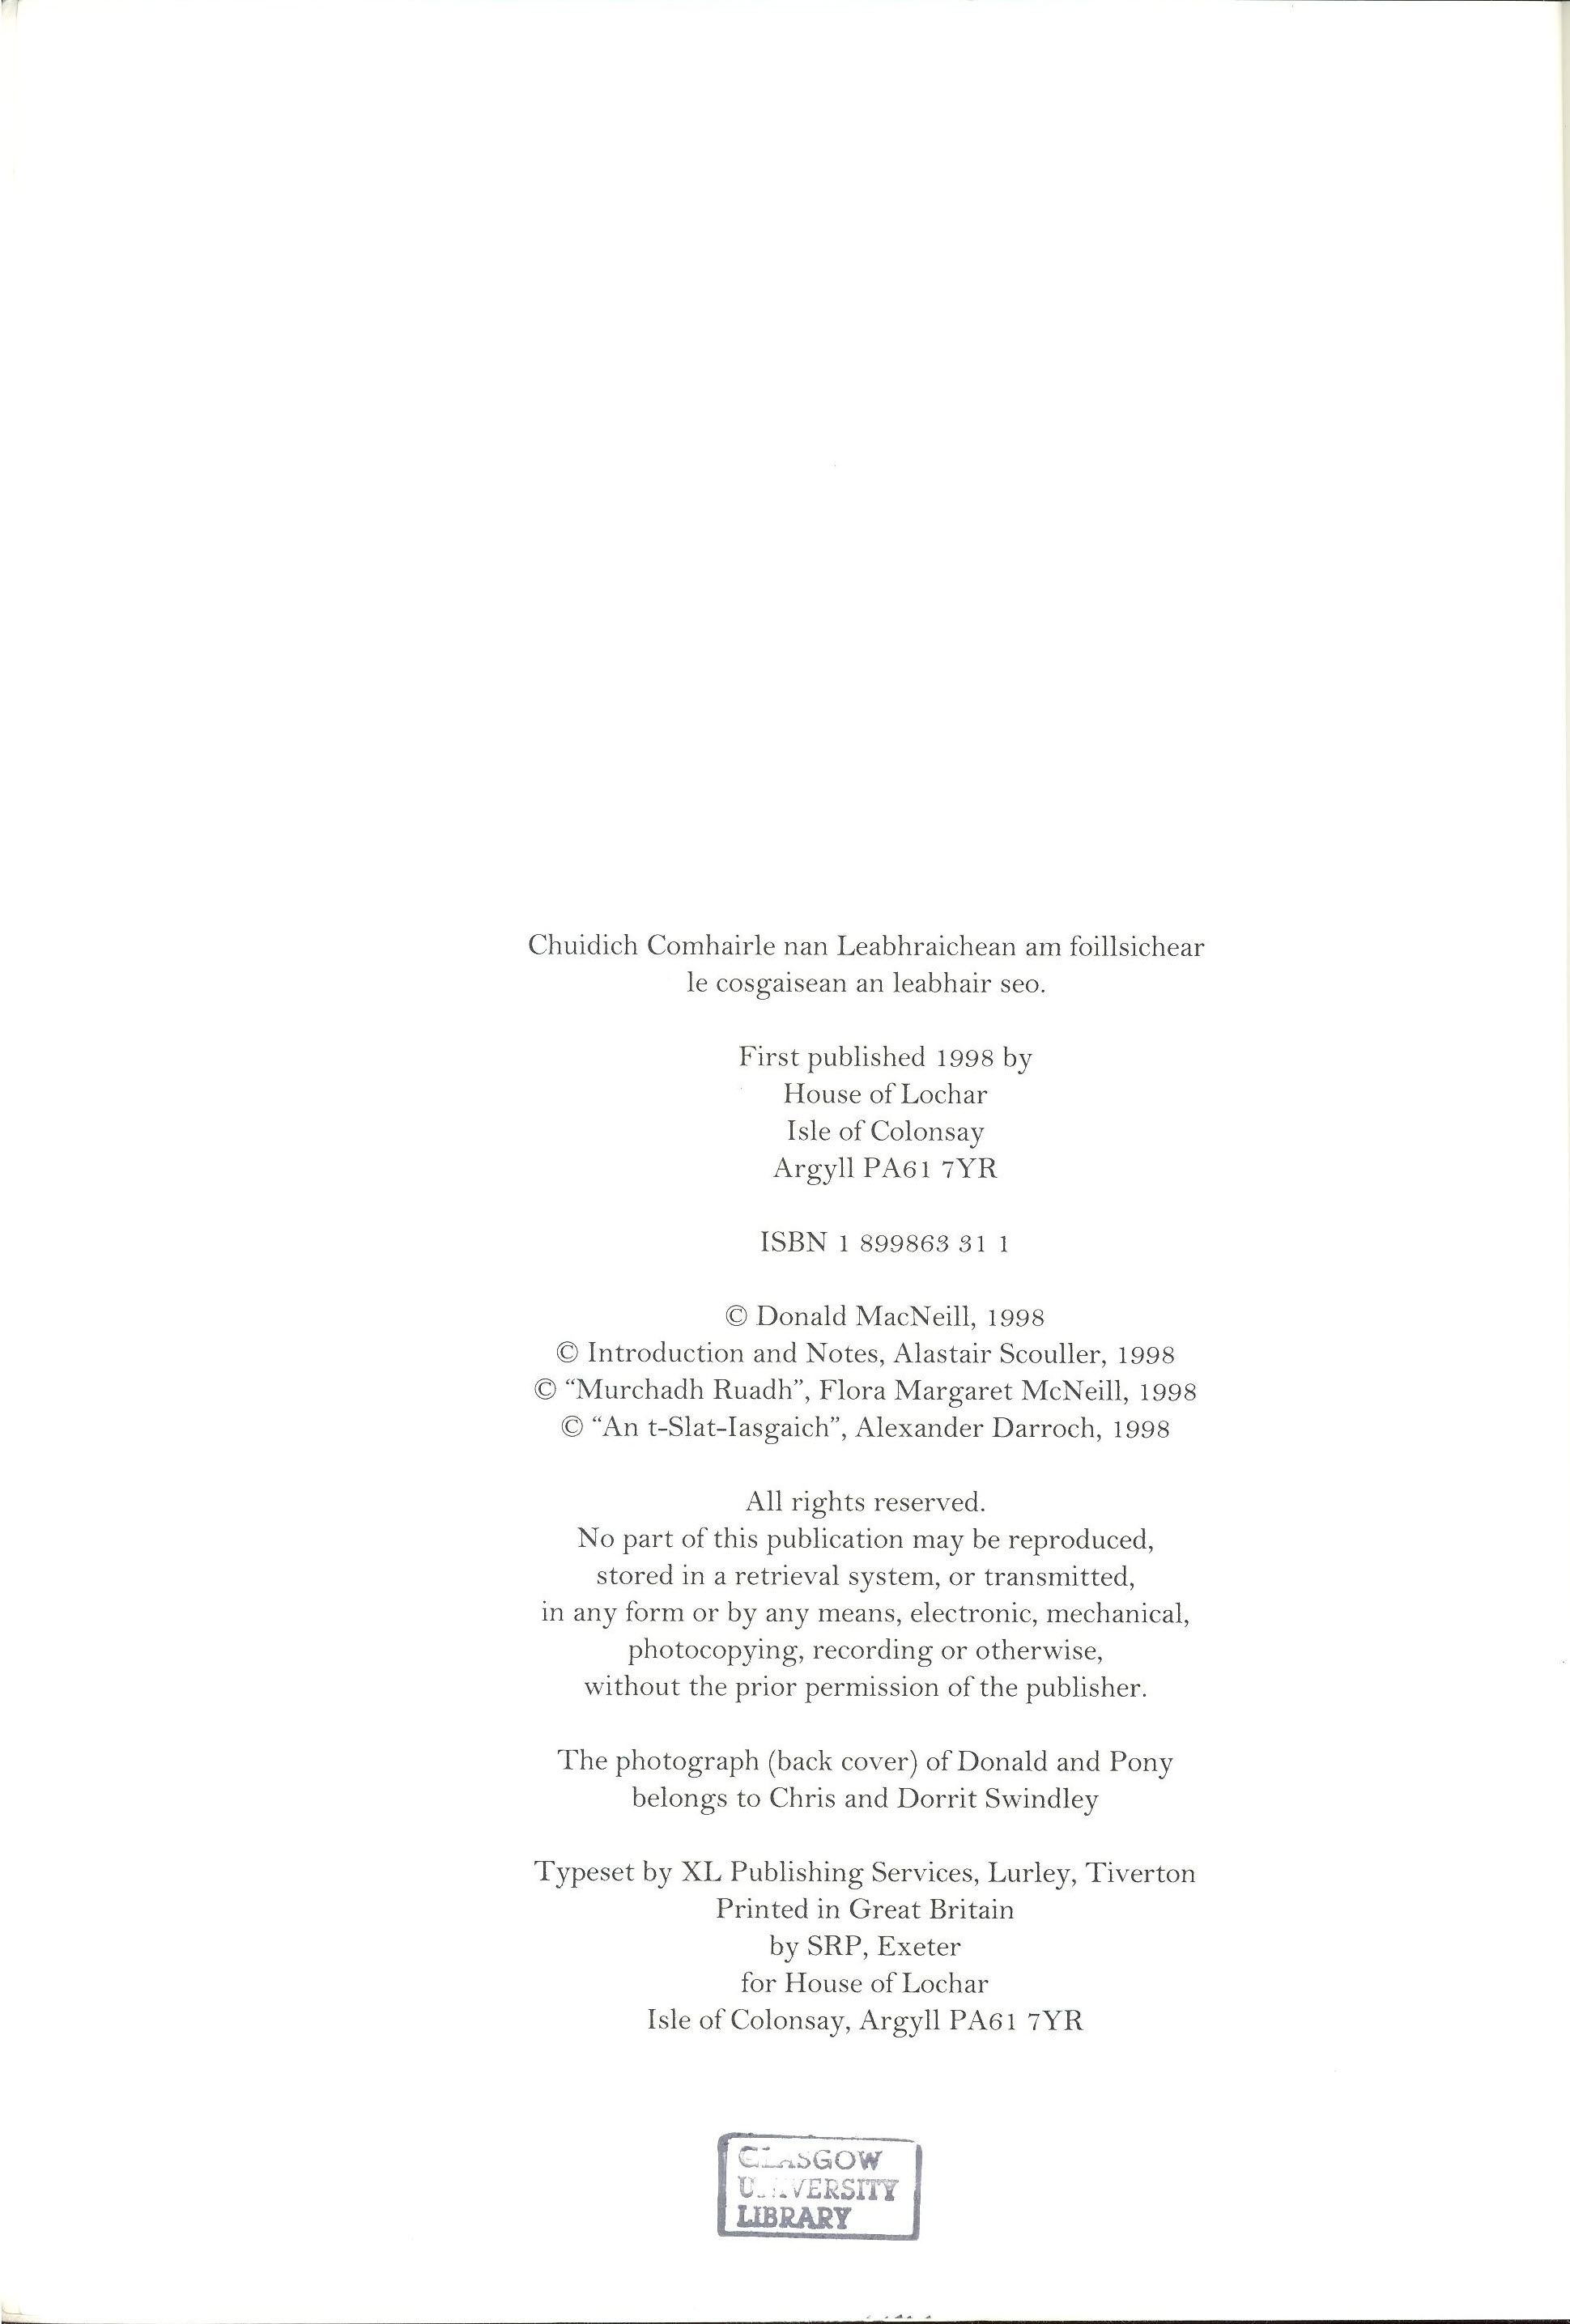 Chuidich Comhairle nan Leabhraichean am foillsichear
le cosgaisean an leabhair seo.
First published 1998 by
House of Lochar
Isle of Colonsay
Argyll PA61 7YR
ISBN 1 899863 31 1
© Donald MacNeill, 1998
© Introduction and Notes, Alastair Scouller, 1998
© “Murchadh Ruadh”, Flora Margaret McNeill, 1998
© “An t-Slat-Iasgaich”, Alexander Darroch, 1998
All rights reserved.
No part of this publication may be reproduced,
stored in a retrieval system, or transmitted,
in any form or by any means, electronic, mechanical,
photocopying, recording or otherwise,
without the prior permission of the publisher.
The photograph (back cover) of Donald and Pony
belongs to Chris and Dorrit Swindley
Typeset by XL Publishing Services, Lurley, Tiverton
Printed in Great Britain
by SRP, Exeter
for House of Lochar
Isle of Colonsay, Argyll PA61 7YR
GLASGOW
UNIVERSITY
LIBRARY